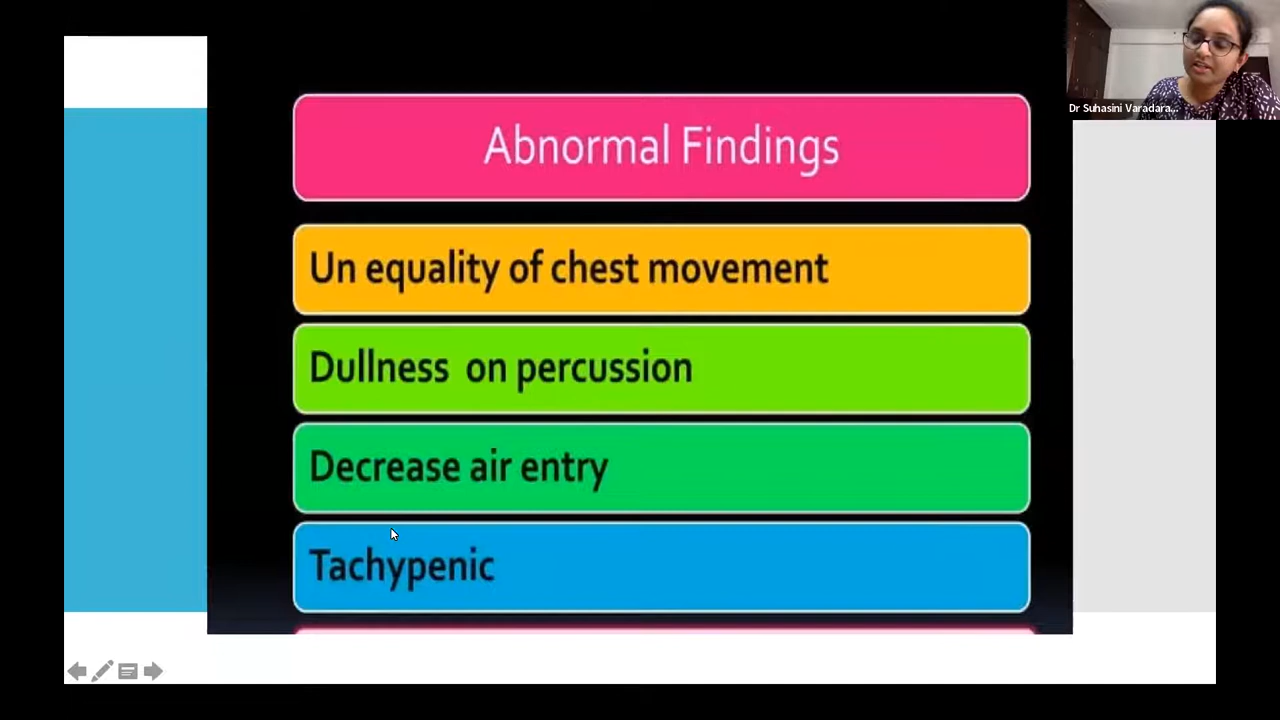 Dr Suhasini Varadara...
Abnormal Findings
Un equality of chest movement
Dullness on percussion
Decrease air entry
Tachypenic